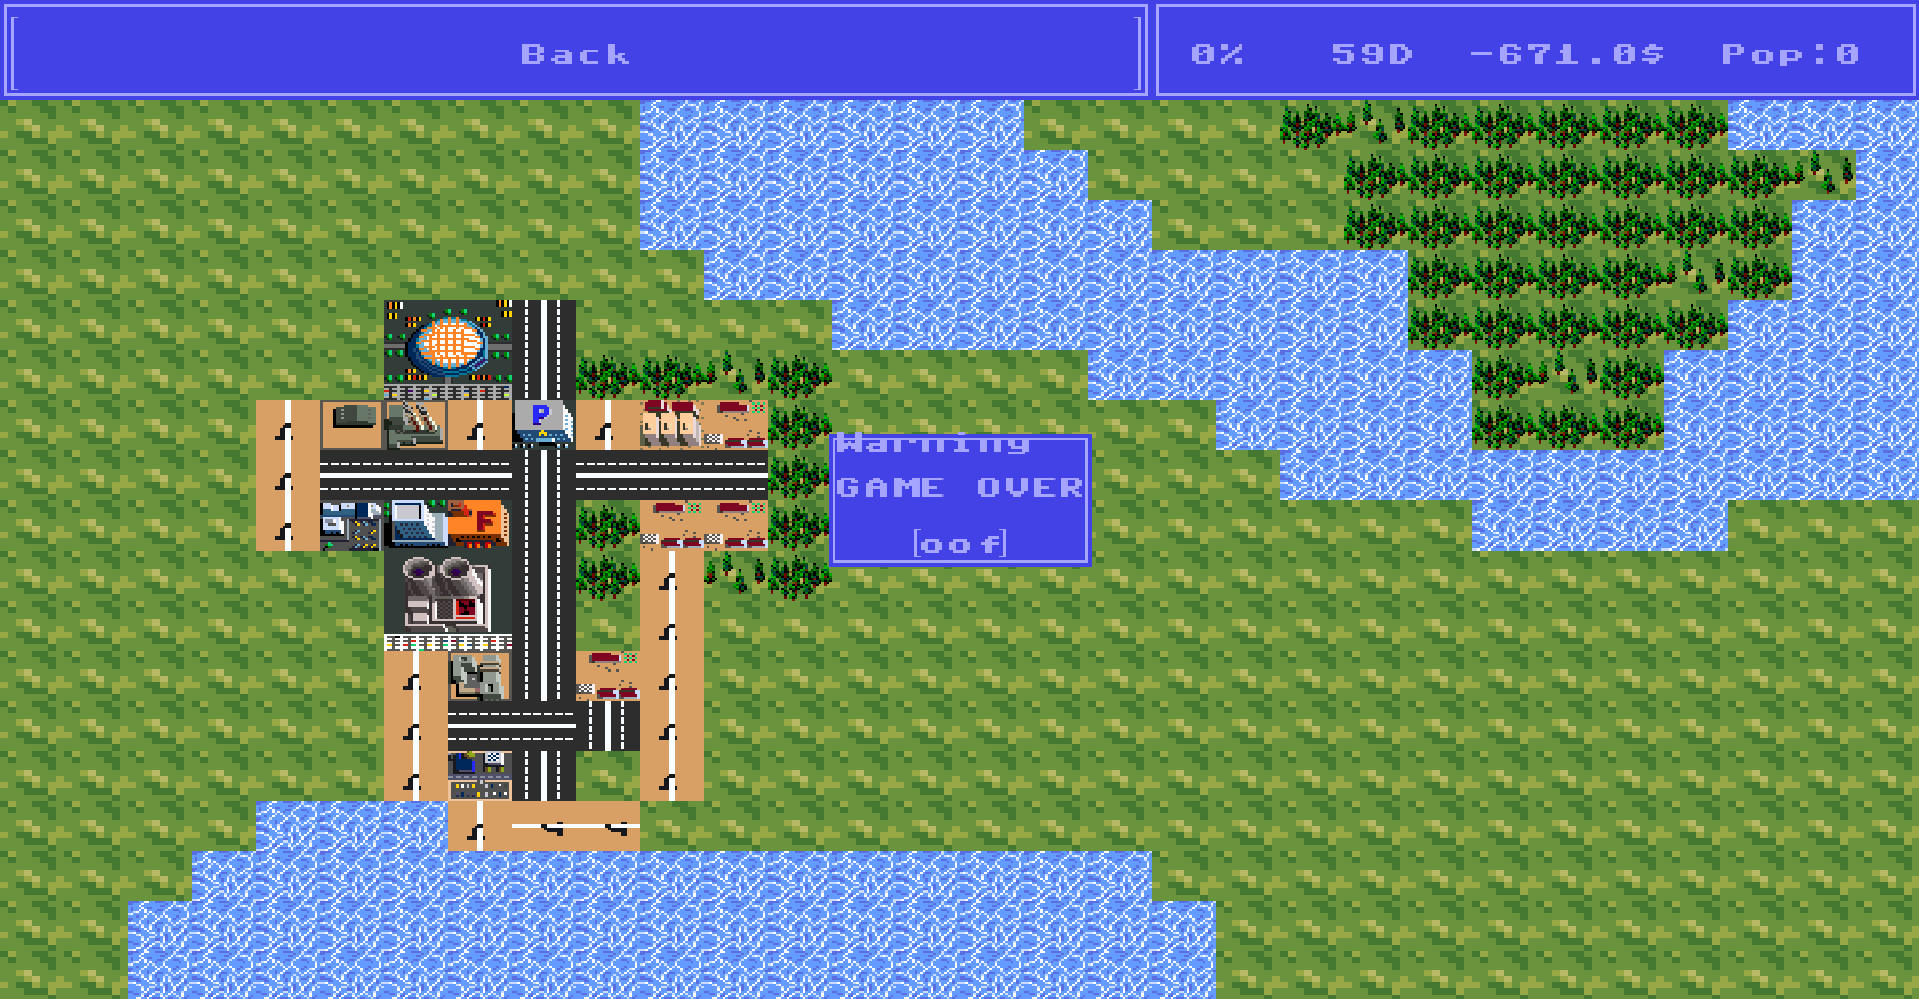 [ Back ]
0% 59D -671.0$ Pop:0
P
F
Warning
GAME OVER
[oof]